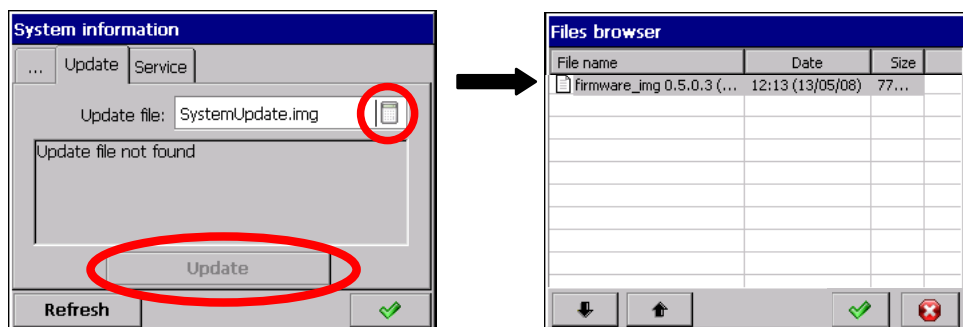 System information
... Update Service
Update file: SystemUpdate.img
Update file not found
Update
Refresh
Files browser
File name Date Size
firmware_img 0.5.0.3 (... 12:13 (13/05/08) 77...